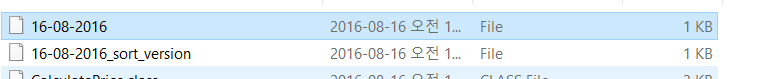 16-08-2016 2016-08-16 오전 1... File 1 KB
16-08-2016_sort_version 2016-08-16 오전 1... File 1 KB